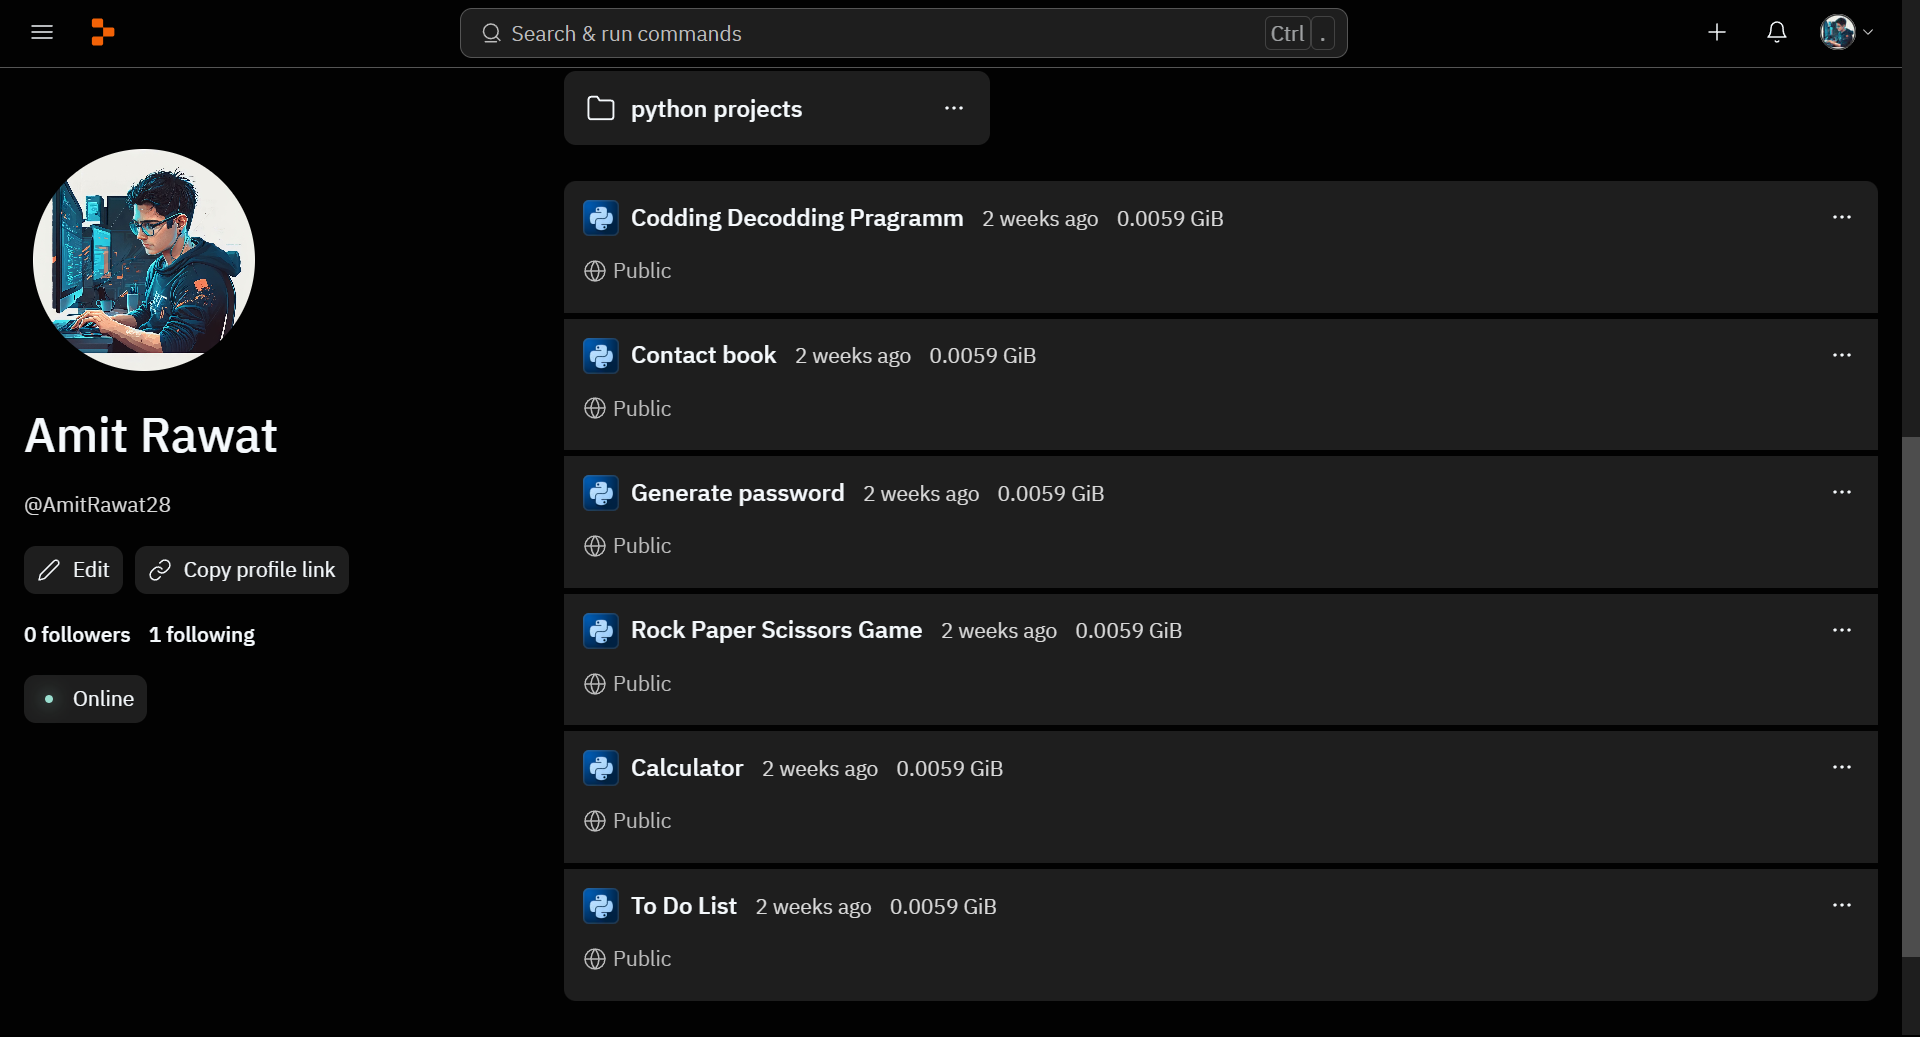 Search & run commands Ctrl .
python projects
Codding Decodding Pragramm 2 weeks ago 0.0059 GiB
Public
Contact book 2 weeks ago 0.0059 GiB
Public
Generate password 2 weeks ago 0.0059 GiB
Public
Rock Paper Scissors Game 2 weeks ago 0.0059 GiB
Public
Calculator 2 weeks ago 0.0059 GiB
Public
To Do List 2 weeks ago 0.0059 GiB
Public
Amit Rawat
@AmitRawat28
Edit Copy profile link
0 followers 1 following
Online